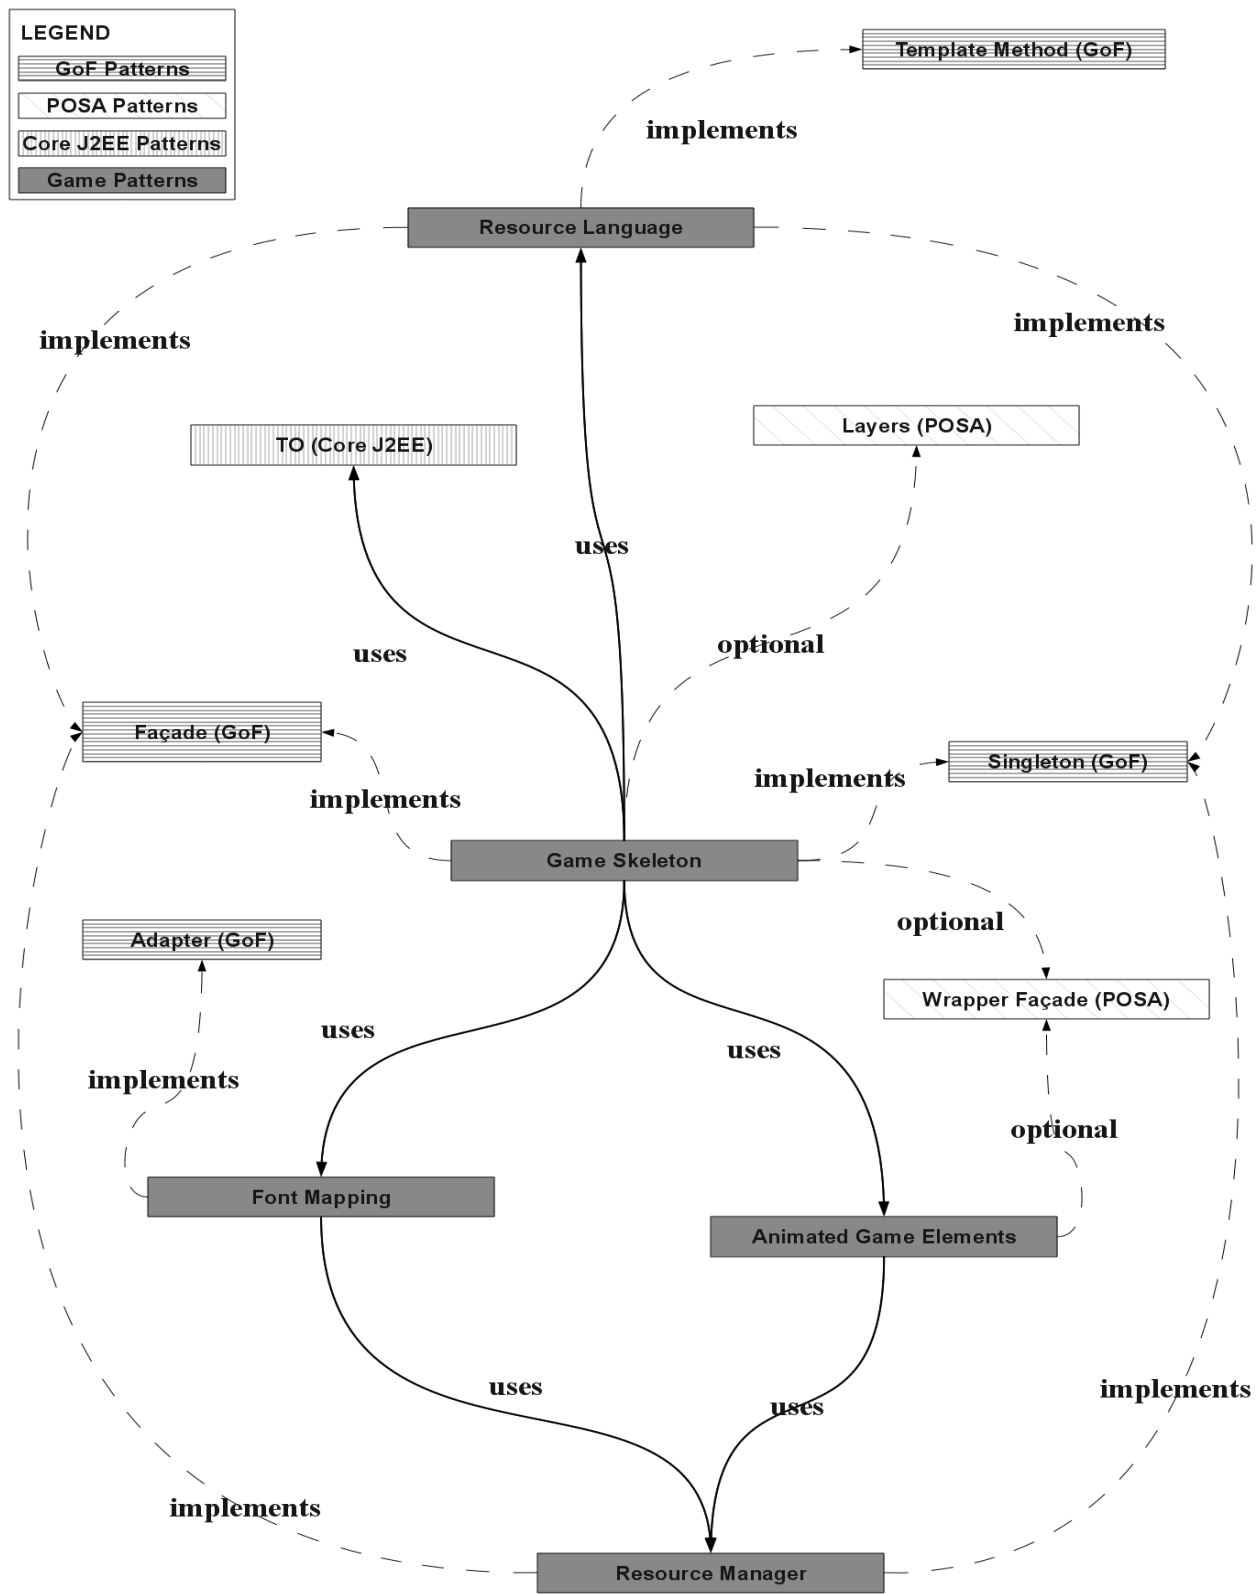 LEGEND
GoF Patterns
POSA Patterns
Core J2EE Patterns
Game Patterns
Template Method (GoF)
implements
Resource Language
implements
implements
Layers (POSA)
TO (Core J2EE)
uses
optional
uses
Façade (GoF)
Singleton (GoF)
implements
implements
Game Skeleton
optional
Adapter (GoF)
Wrapper Façade (POSA)
uses
uses
implements
optional
Font Mapping
Animated Game Elements
uses
implements
uses
implements
Resource Manager